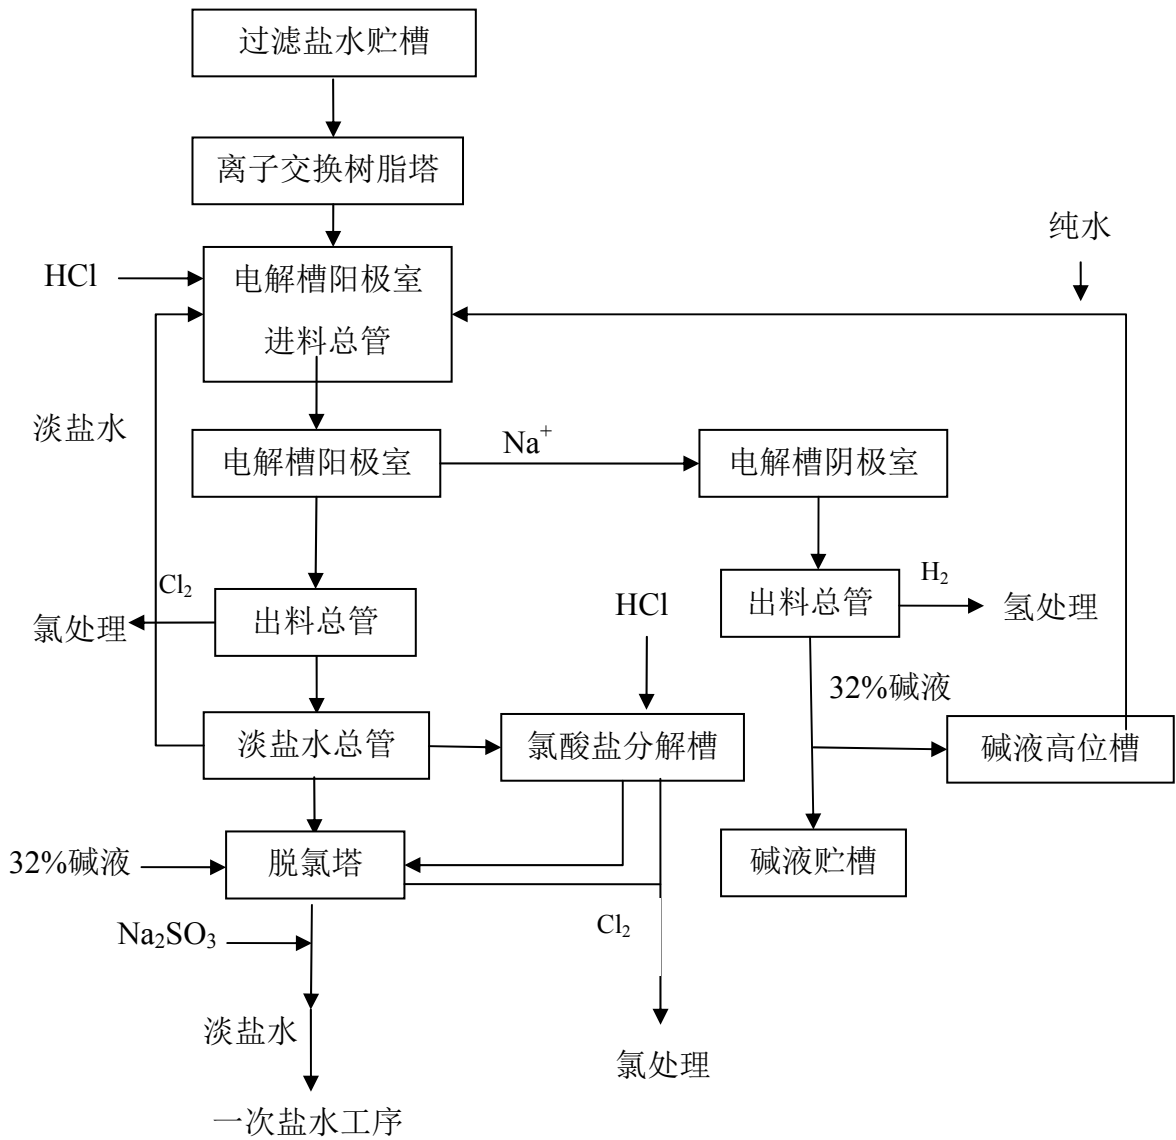 过滤盐水贮槽
离子交换树脂塔
纯水
HCl
电解槽阳极室
进料总管
淡盐水
电解槽阳极室
Na⁺
电解槽阴极室
Cl₂
氯处理
出料总管
HCl
出料总管
H₂
氢处理
32%碱液
淡盐水总管
氯酸盐分解槽
碱液高位槽
32%碱液
脱氯塔
碱液贮槽
Na₂SO₃
Cl₂
淡盐水
氯处理
一次盐水工序